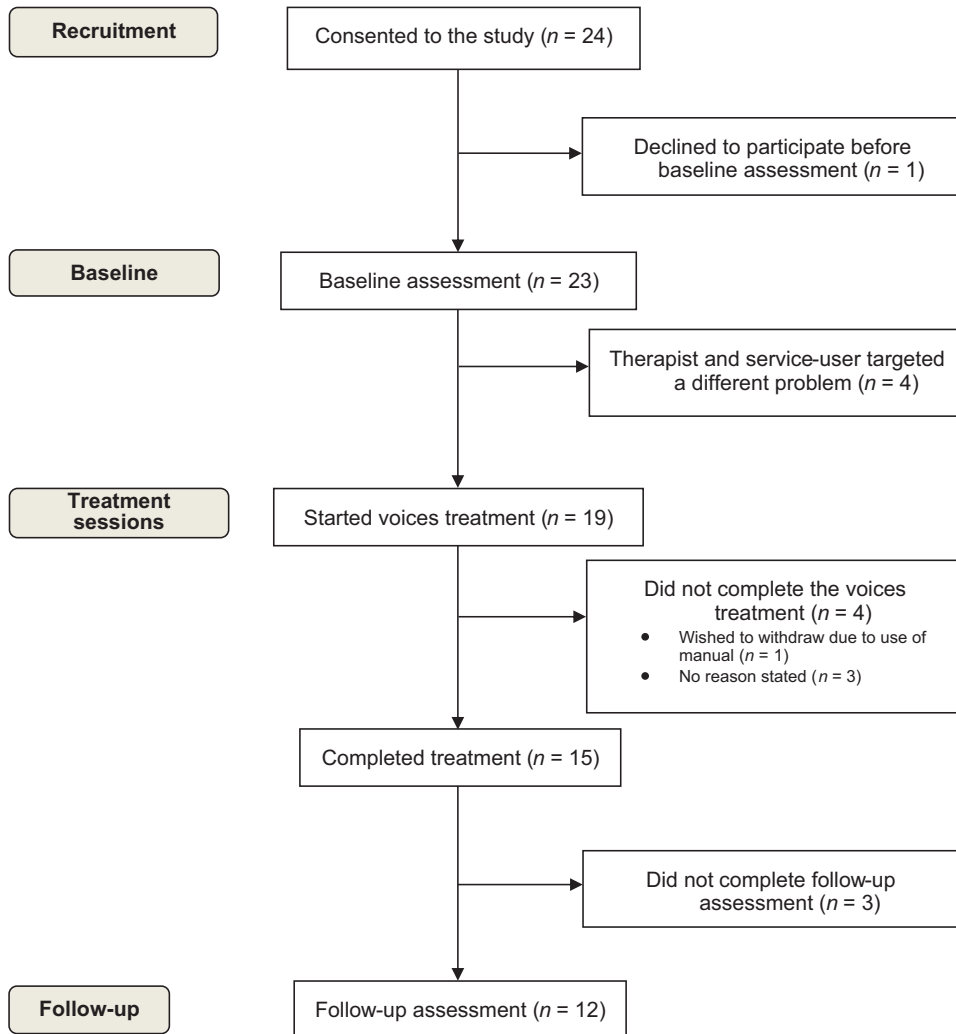 Recruitment
Consented to the study (n = 24)
Declined to participate before
baseline assessment (n = 1)
Baseline
Baseline assessment (n = 23)
Therapist and service-user targeted
a different problem (n = 4)
Treatment
sessions
Started voices treatment (n = 19)
Did not complete the voices
treatment (n = 4)
• Wished to withdraw due to use of
manual (n = 1)
• No reason stated (n = 3)
Completed treatment (n = 15)
Did not complete follow-up
assessment (n = 3)
Follow-up
Follow-up assessment (n = 12)